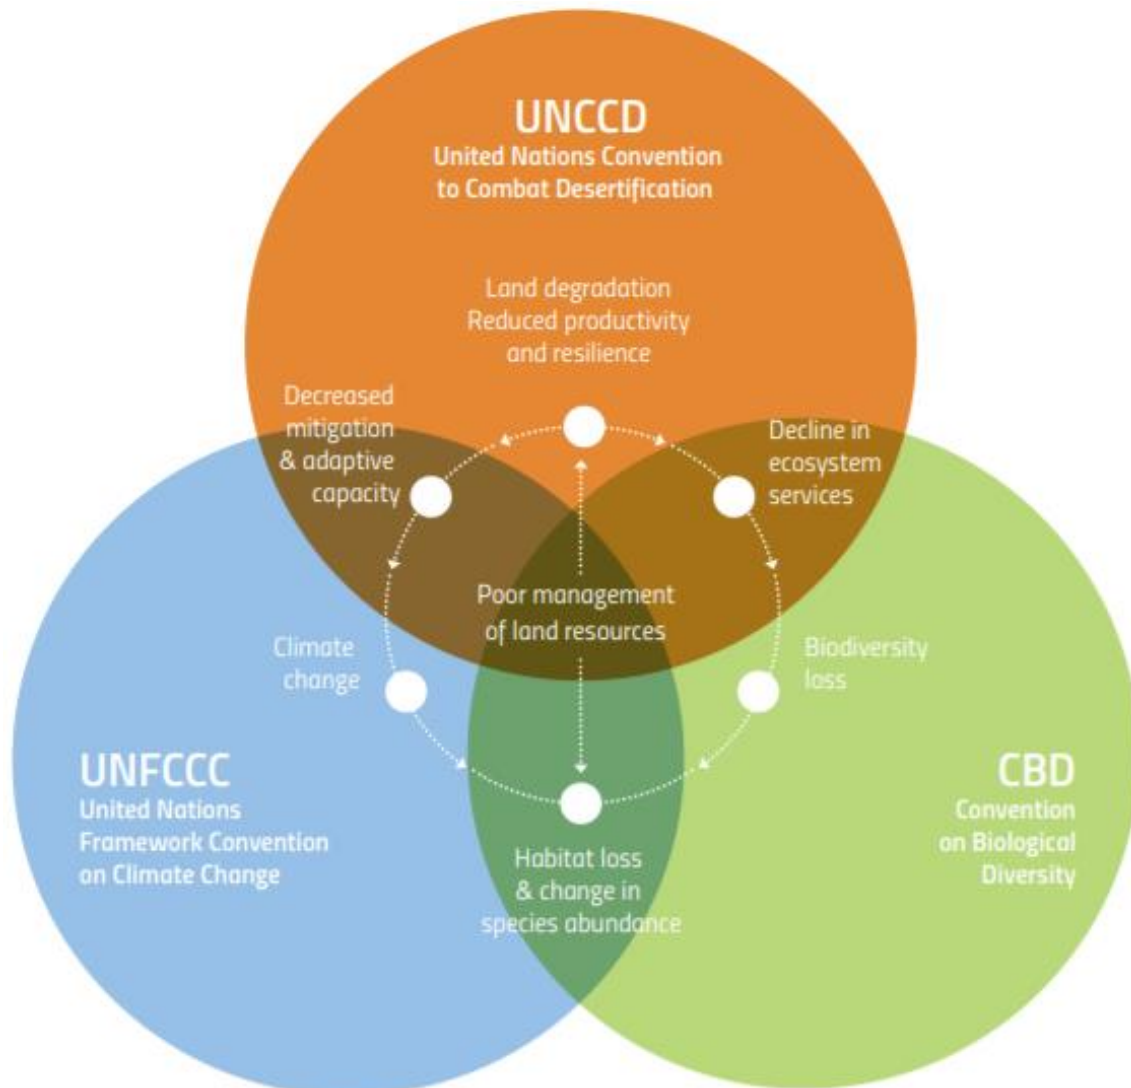 UNCCD
United Nations Convention
to Combat Desertification
Land degradation
Reduced productivity
and resilience
Decreased
mitigation
& adaptive
capacity
Decline in
ecosystem
services
Poor management
of land resources
Climate
change
Biodiversity
loss
UNFCCC
United Nations
Framework Convention
on Climate Change
CBD
Convention
on Biological
Diversity
Habitat loss
& change in
species abundance